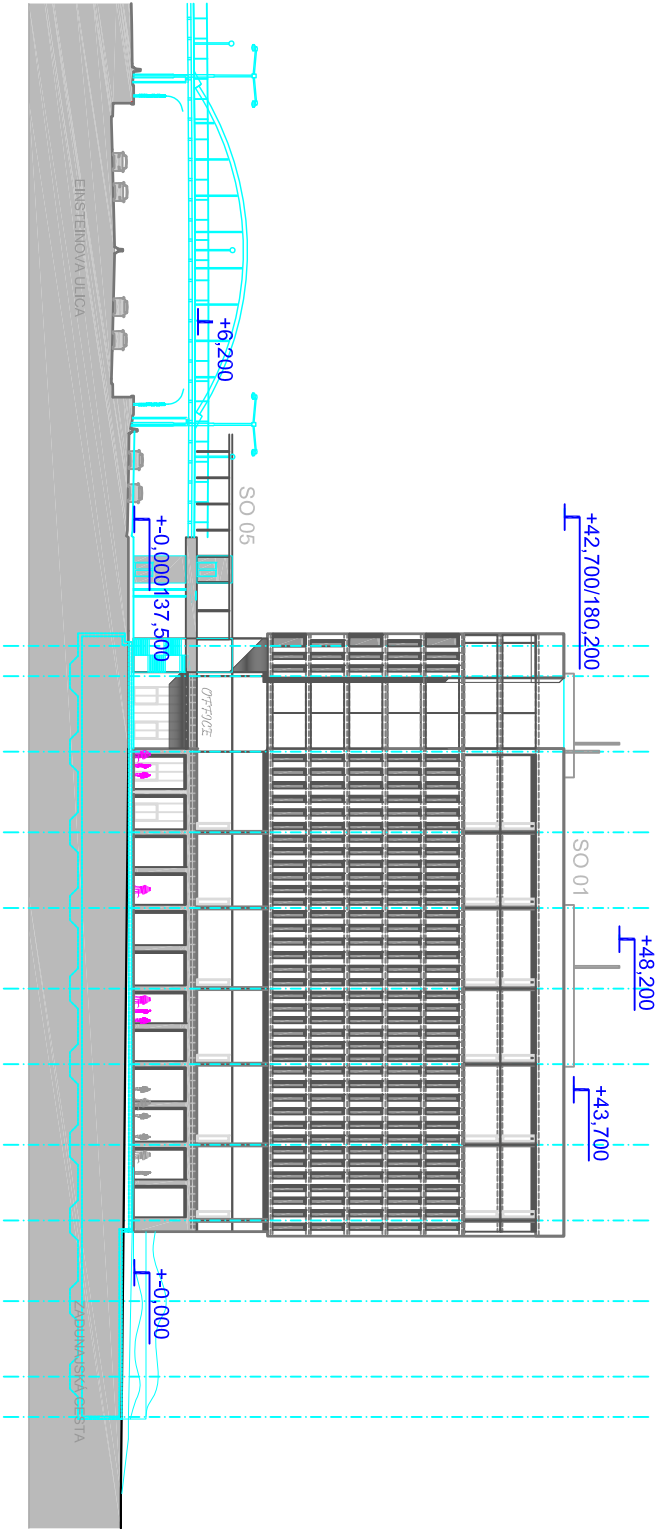 +48,200
+42,700/180,200
+43,700
SO 01
SO 05
+6,200
OFFICE
+-0,000
137,500
+-0,000
EINSTEINOVA ULICA
ZADUNAJSKÁ CESTA